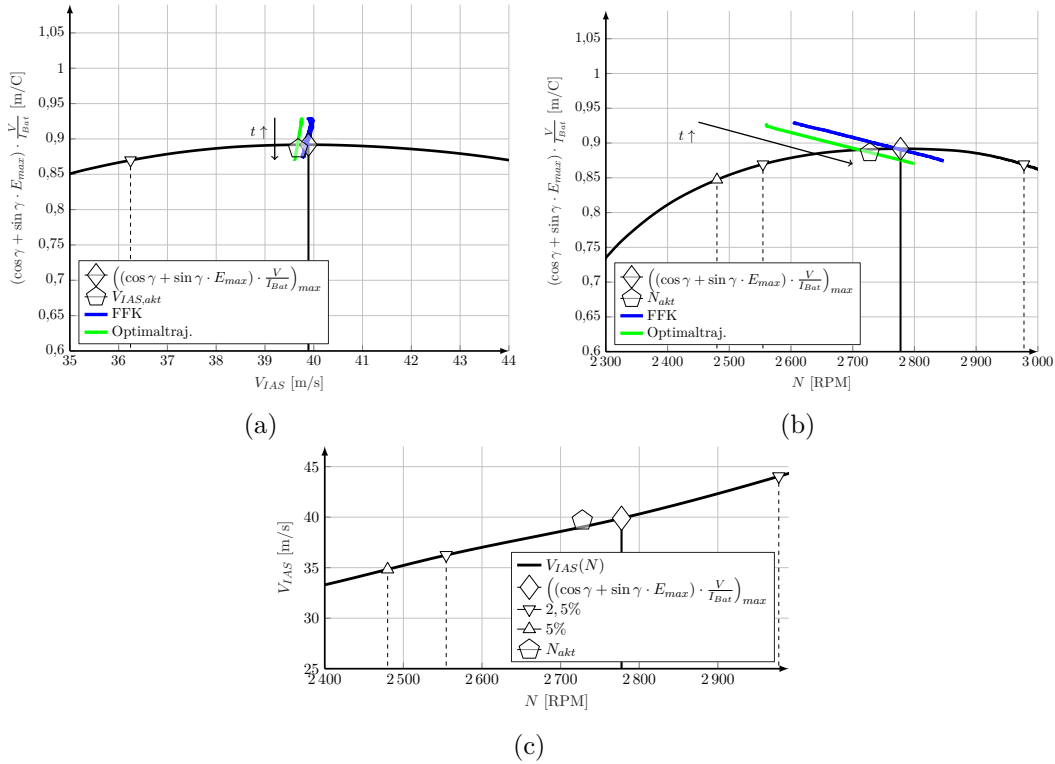 (cos γ + sin γ · E_max) · V/I_Bat [m/C]
1,05
1
0,95
0,9
0,85
0,8
0,75
0,7
0,65
0,6
t ↑
((cos γ + sin γ · E_max) · V/I_Bat)_max
V_IAS,akt
FFK
Optimaltraj.
35 36 37 38 39 40 41 42 43 44
V_IAS [m/s]
(a)
(cos γ + sin γ · E_max) · V/I_Bat [m/C]
1,05
1
0,95
0,9
0,85
0,8
0,75
0,7
0,65
0,6
t ↑
((cos γ + sin γ · E_max) · V/I_Bat)_max
N_akt
FFK
Optimaltraj.
2 300 2 400 2 500 2 600 2 700 2 800 2 900 3 000
N [RPM]
(b)
V_IAS [m/s]
45
40
35
30
25
V_IAS(N)
((cos γ + sin γ · E_max) · V/I_Bat)_max
2, 5%
5%
N_akt
2 400 2 500 2 600 2 700 2 800 2 900
N [RPM]
(c)